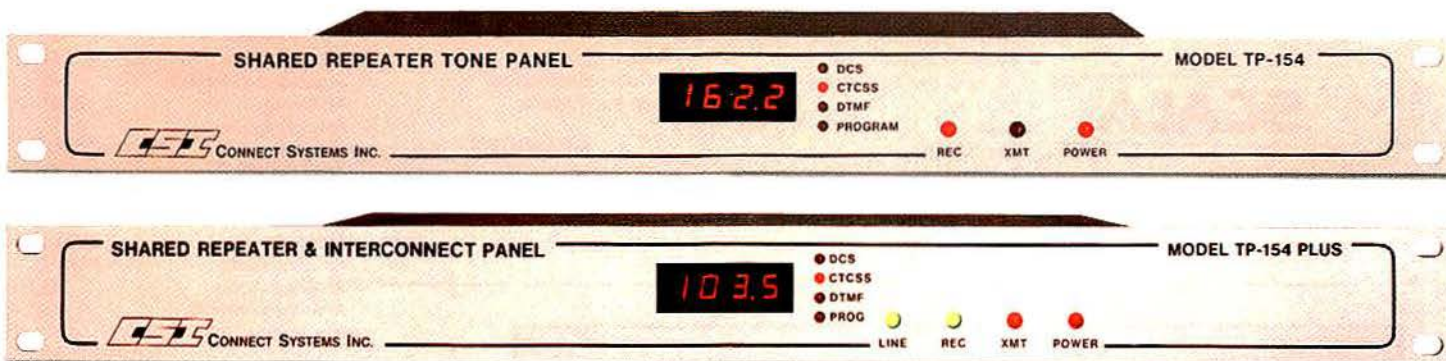 SHARED REPEATER TONE PANEL
MODEL TP-154
162.2
DCS
CTCSS
DTMF
PROGRAM
CSI CONNECT SYSTEMS INC.
REC XMT POWER
SHARED REPEATER & INTERCONNECT PANEL
MODEL TP-154 PLUS
103.5
DCS
CTCSS
DTMF
PROG
CSI CONNECT SYSTEMS INC.
LINE REC XMT POWER